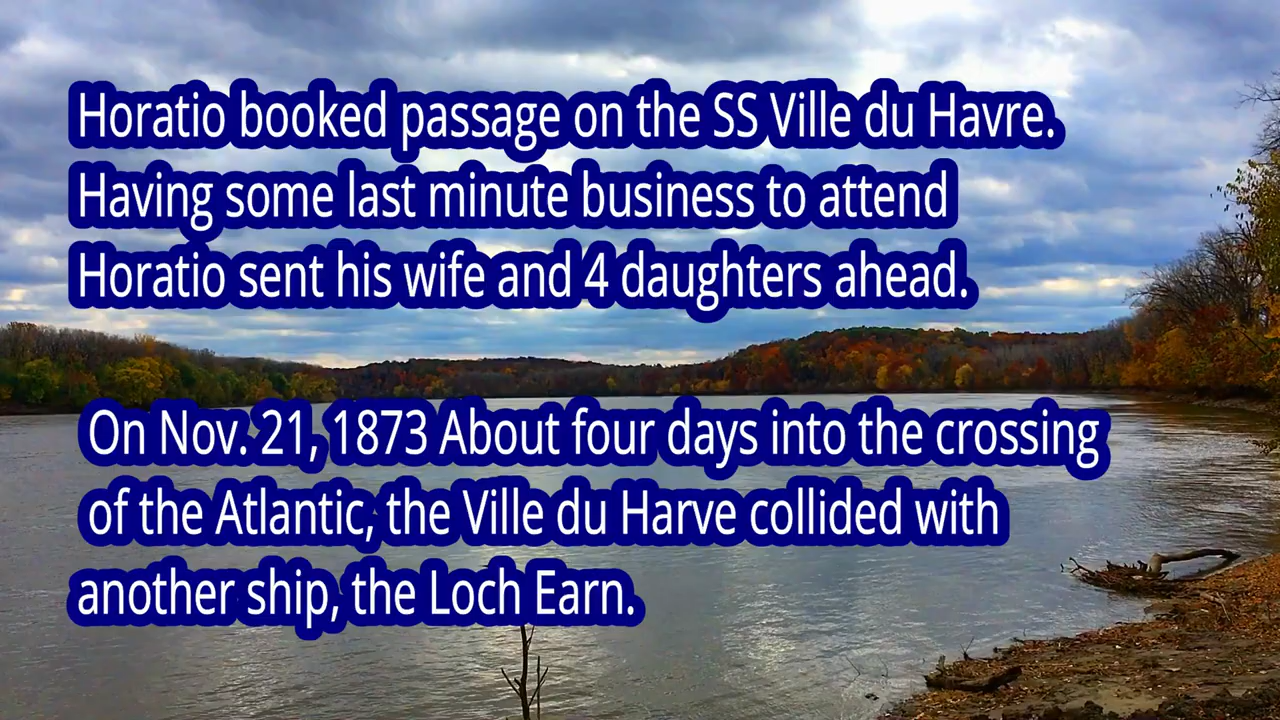 Horatio booked passage on the SS Ville du Havre.
Having some last minute business to attend
Horatio sent his wife and 4 daughters ahead.
On Nov. 21, 1873 About four days into the crossing
of the Atlantic, the Ville du Harve collided with
another ship, the Loch Earn.